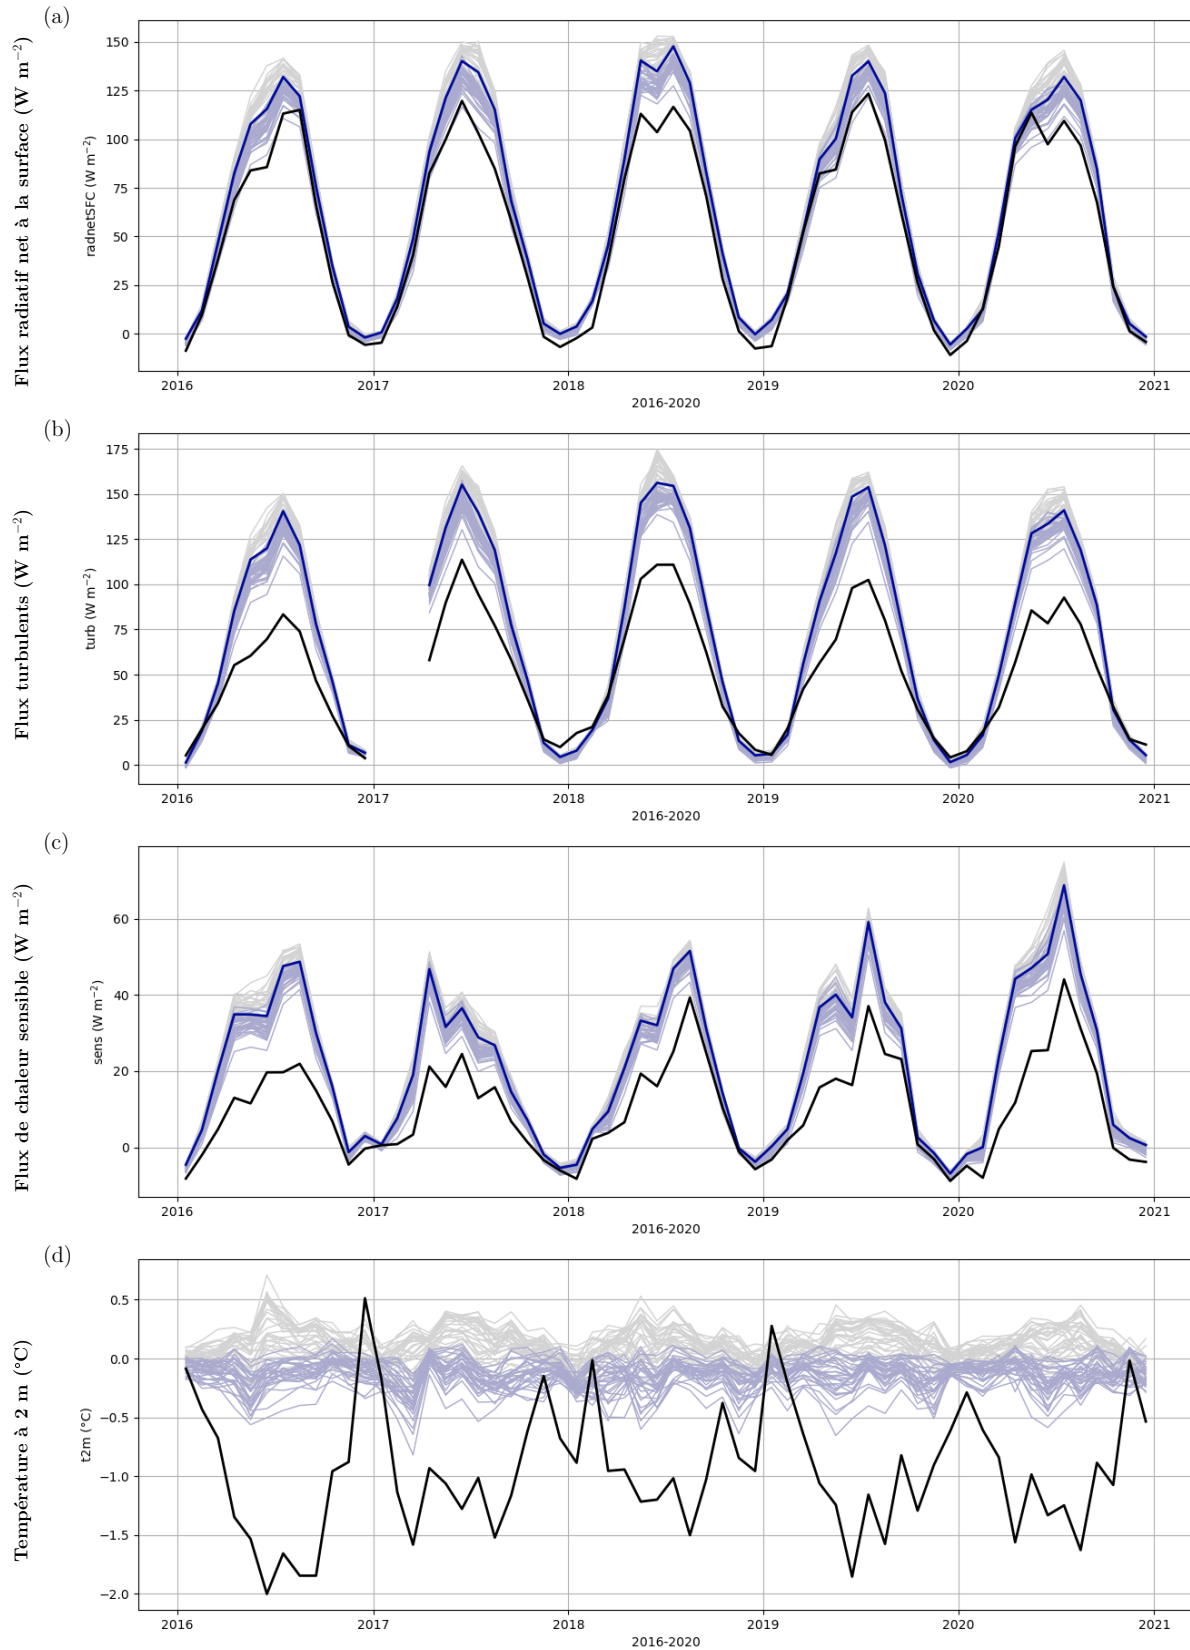 (a)
Flux radiatif net à la surface (W m⁻²)
radnetSFC (W m⁻²)
150
125
100
75
50
25
0
2016 2017 2018 2019 2020 2021
2016-2020
(b)
Flux turbulents (W m⁻²)
turb (W m⁻²)
175
150
125
100
75
50
25
0
2016 2017 2018 2019 2020 2021
2016-2020
(c)
Flux de chaleur sensible (W m⁻²)
sens (W m⁻²)
60
40
20
0
2016 2017 2018 2019 2020 2021
2016-2020
(d)
Température à 2 m (°C)
t2m (°C)
0.5
0.0
−0.5
−1.0
−1.5
−2.0
2016 2017 2018 2019 2020 2021
2016-2020